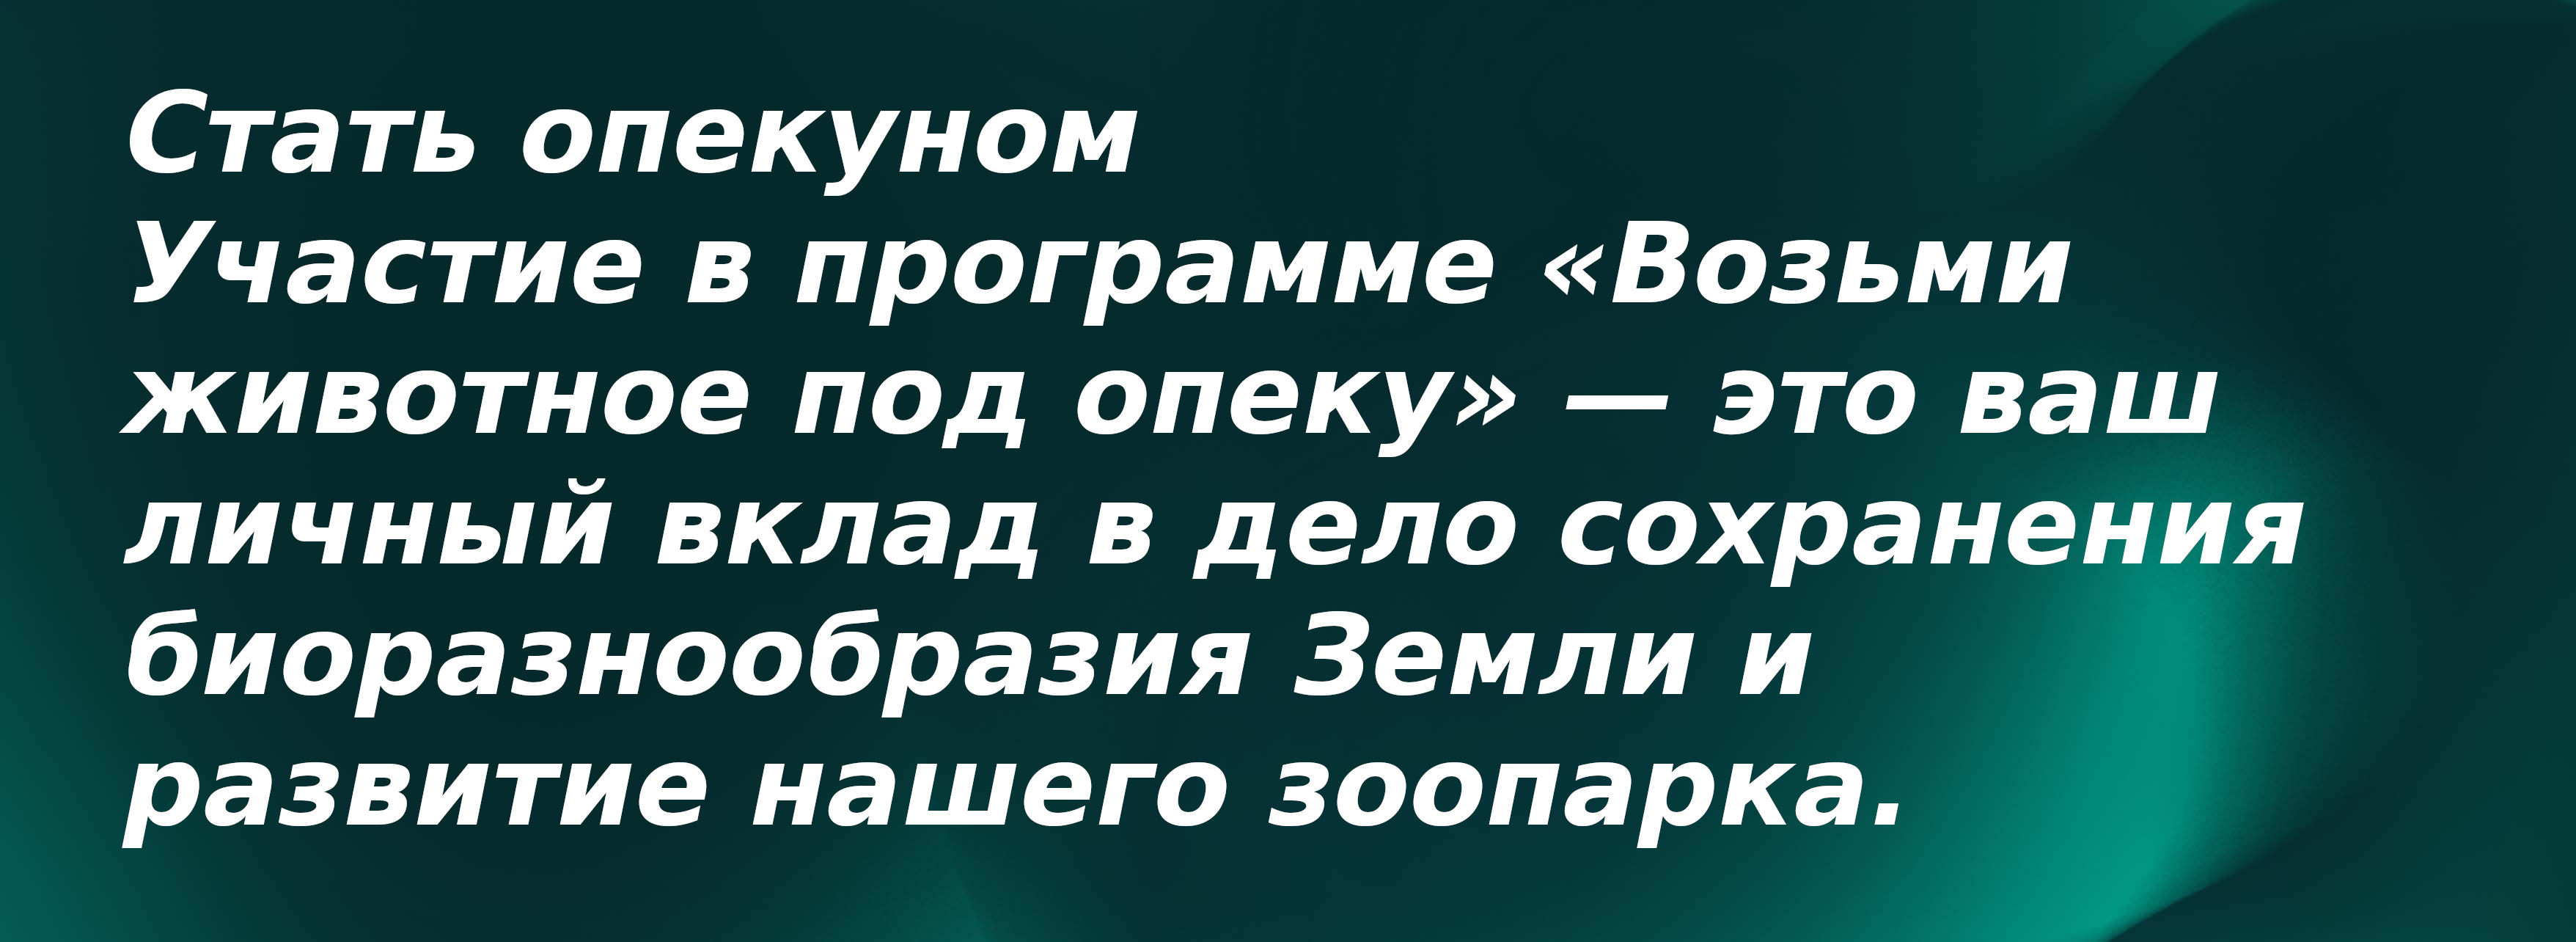 Стать опекуном
Участие в программе «Возьми
животное под опеку» — это ваш
личный вклад в дело сохранения
биоразнообразия Земли и
развитие нашего зоопарка.